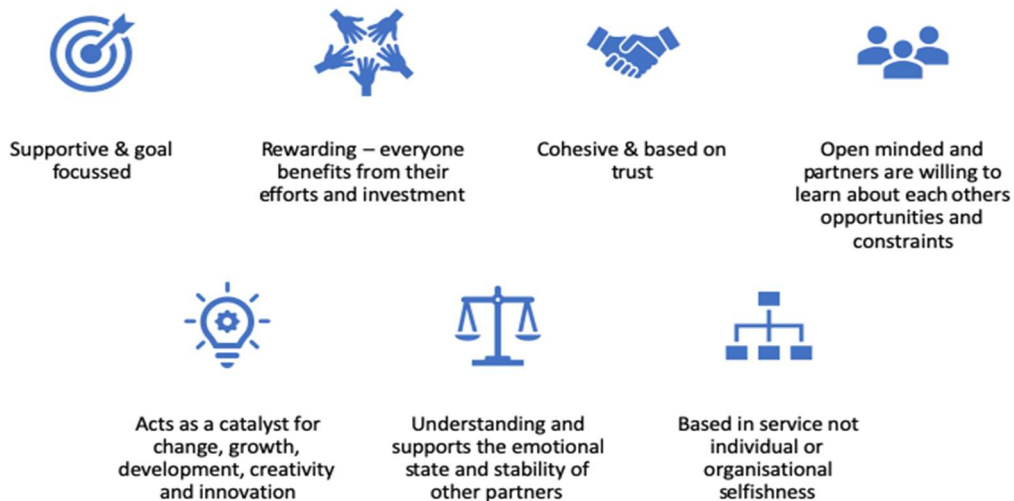 Supportive & goal
focussed
Rewarding – everyone
benefits from their
efforts and investment
Cohesive & based on
trust
Open minded and
partners are willing to
learn about each others
opportunities and
constraints
Acts as a catalyst for
change, growth,
development, creativity
and innovation
Understanding and
supports the emotional
state and stability of
other partners
Based in service not
individual or
organisational
selfishness